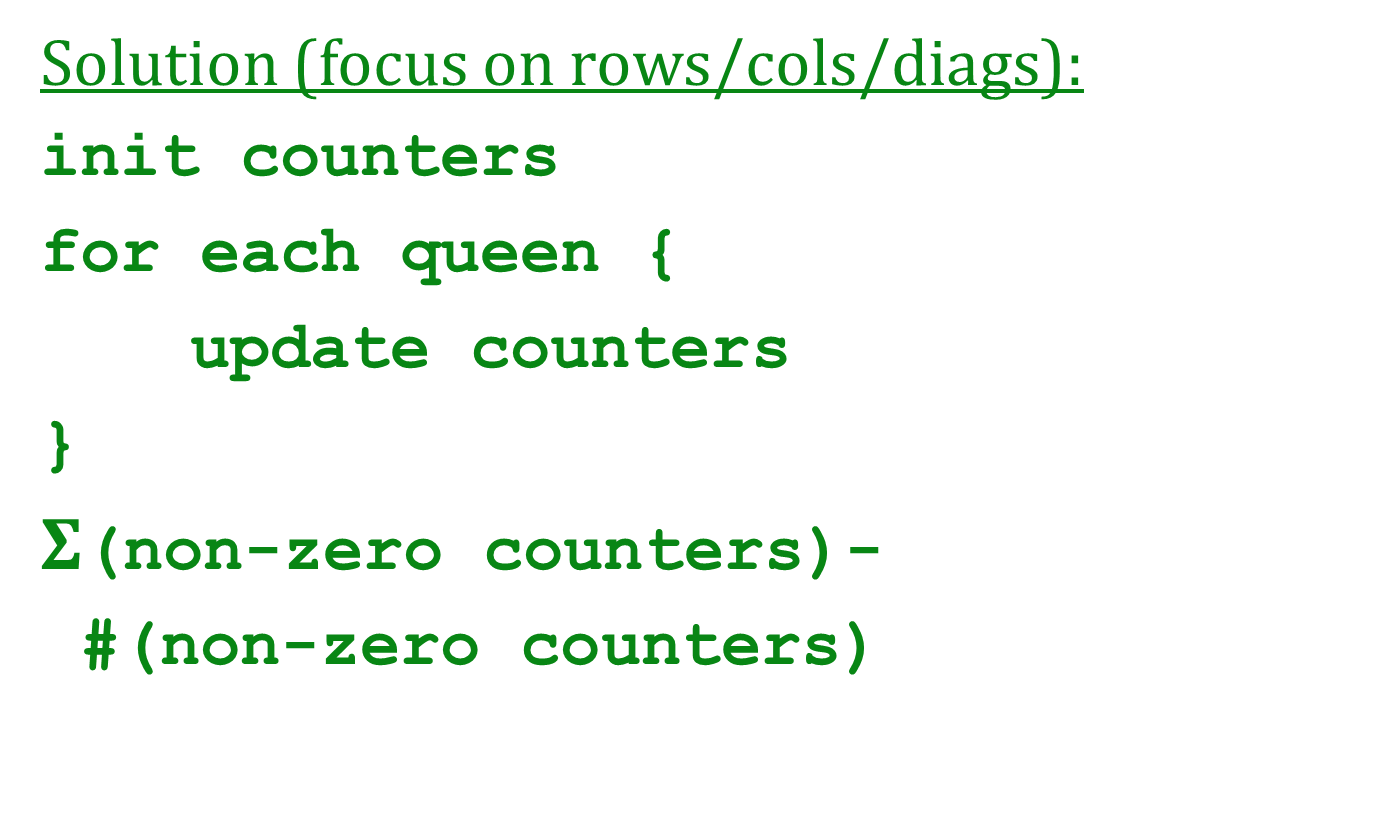 Solution (focus on rows/cols/diags):
init counters
for each queen {
update counters
}
Σ(non-zero counters)-
#(non-zero counters)